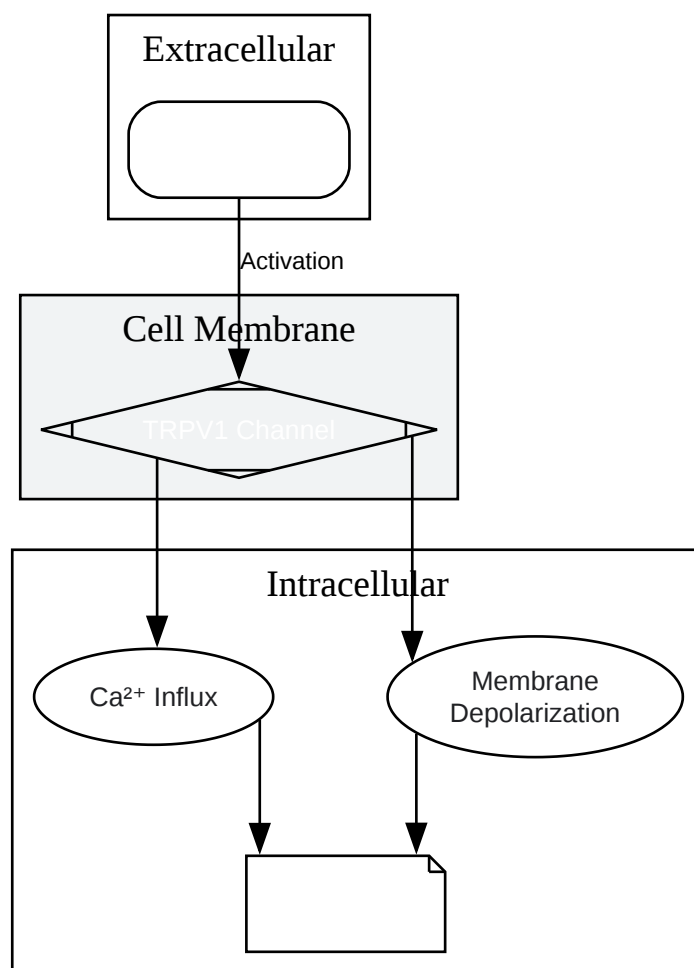 Extracellular
Activation
Cell Membrane
TRPV1 Channel
Intracellular
Ca²⁺ Influx
Membrane
Depolarization